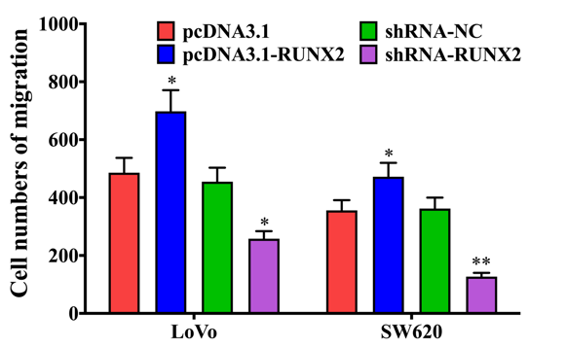 Cell numbers of migration
1000
800
600
400
200
0
pcDNA3.1
pcDNA3.1-RUNX2
shRNA-NC
shRNA-RUNX2
*
*
*
**
LoVo
SW620